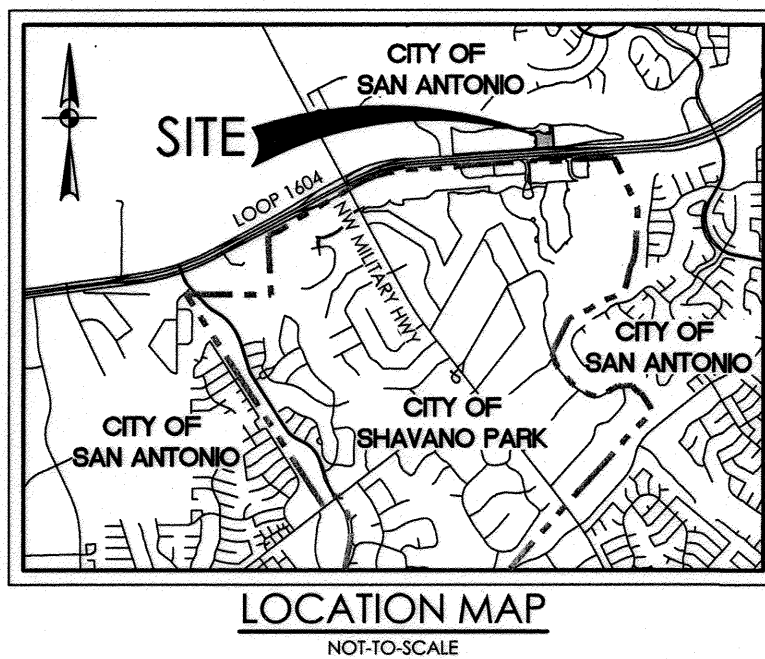 CITY OF
SAN ANTONIO
SITE
LOOP 1604
NW MILITARY HWY
CITY OF
SAN ANTONIO
CITY OF
SHAVANO PARK
CITY OF
SAN ANTONIO
LOCATION MAP
NOT-TO-SCALE